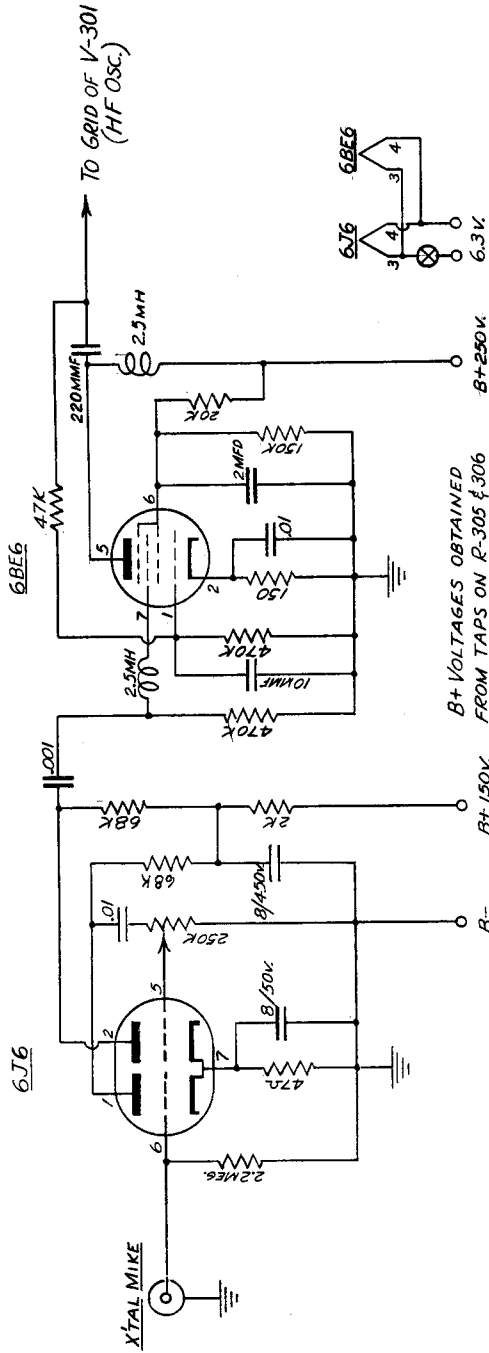 6J6
X'TAL MIKE
6
1
2
5
7
2.2 MEG.
47Ω
8/50V.
.01
250K
68K
8/450V
68K
2K
B-
B+ 150V.
.001
470K
2.5MH
10MMF
470K
6BE6
47K
5
7
1
6
2
150
.01
2MFD
150K
20K
220MMF
2.5MH
B+250V.
TO GRID OF V-301
(HF OSC.)
B+ VOLTAGES OBTAINED
FROM TAPS ON R-305 & 306
6J6
6BE6
3
4
3
4
6.3V.